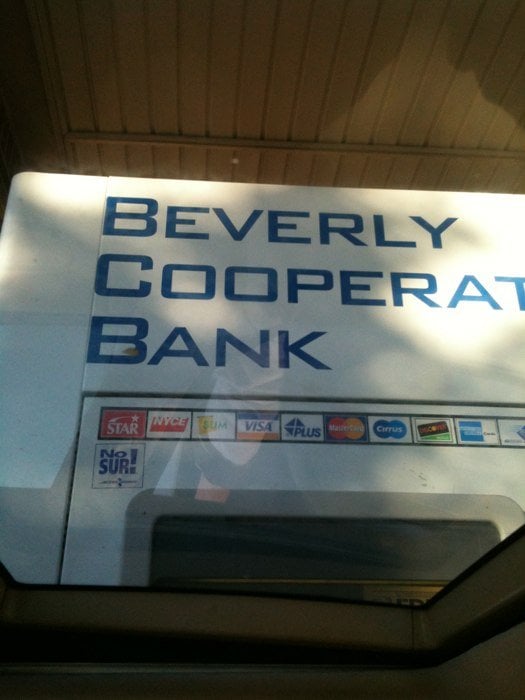 BEVERLY
COOPERAT
BANK
STAR NYCE SUM VISA PLUS MasterCard Cirrus DISCOVER
NO
SUR!